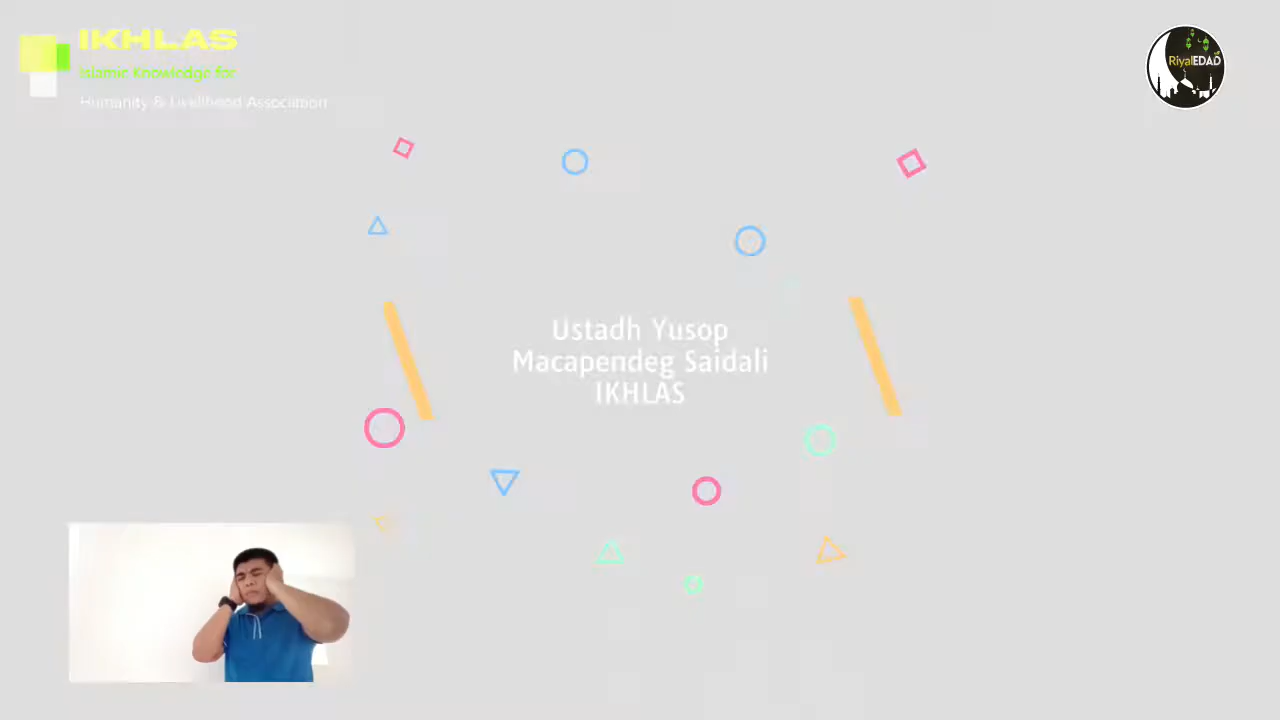 IKHLAS
Islamic Knowledge for
Humanity & Livelihood Association
RiyalEDAD
Ustadh Yusop
Macapendeg Saidali
IKHLAS